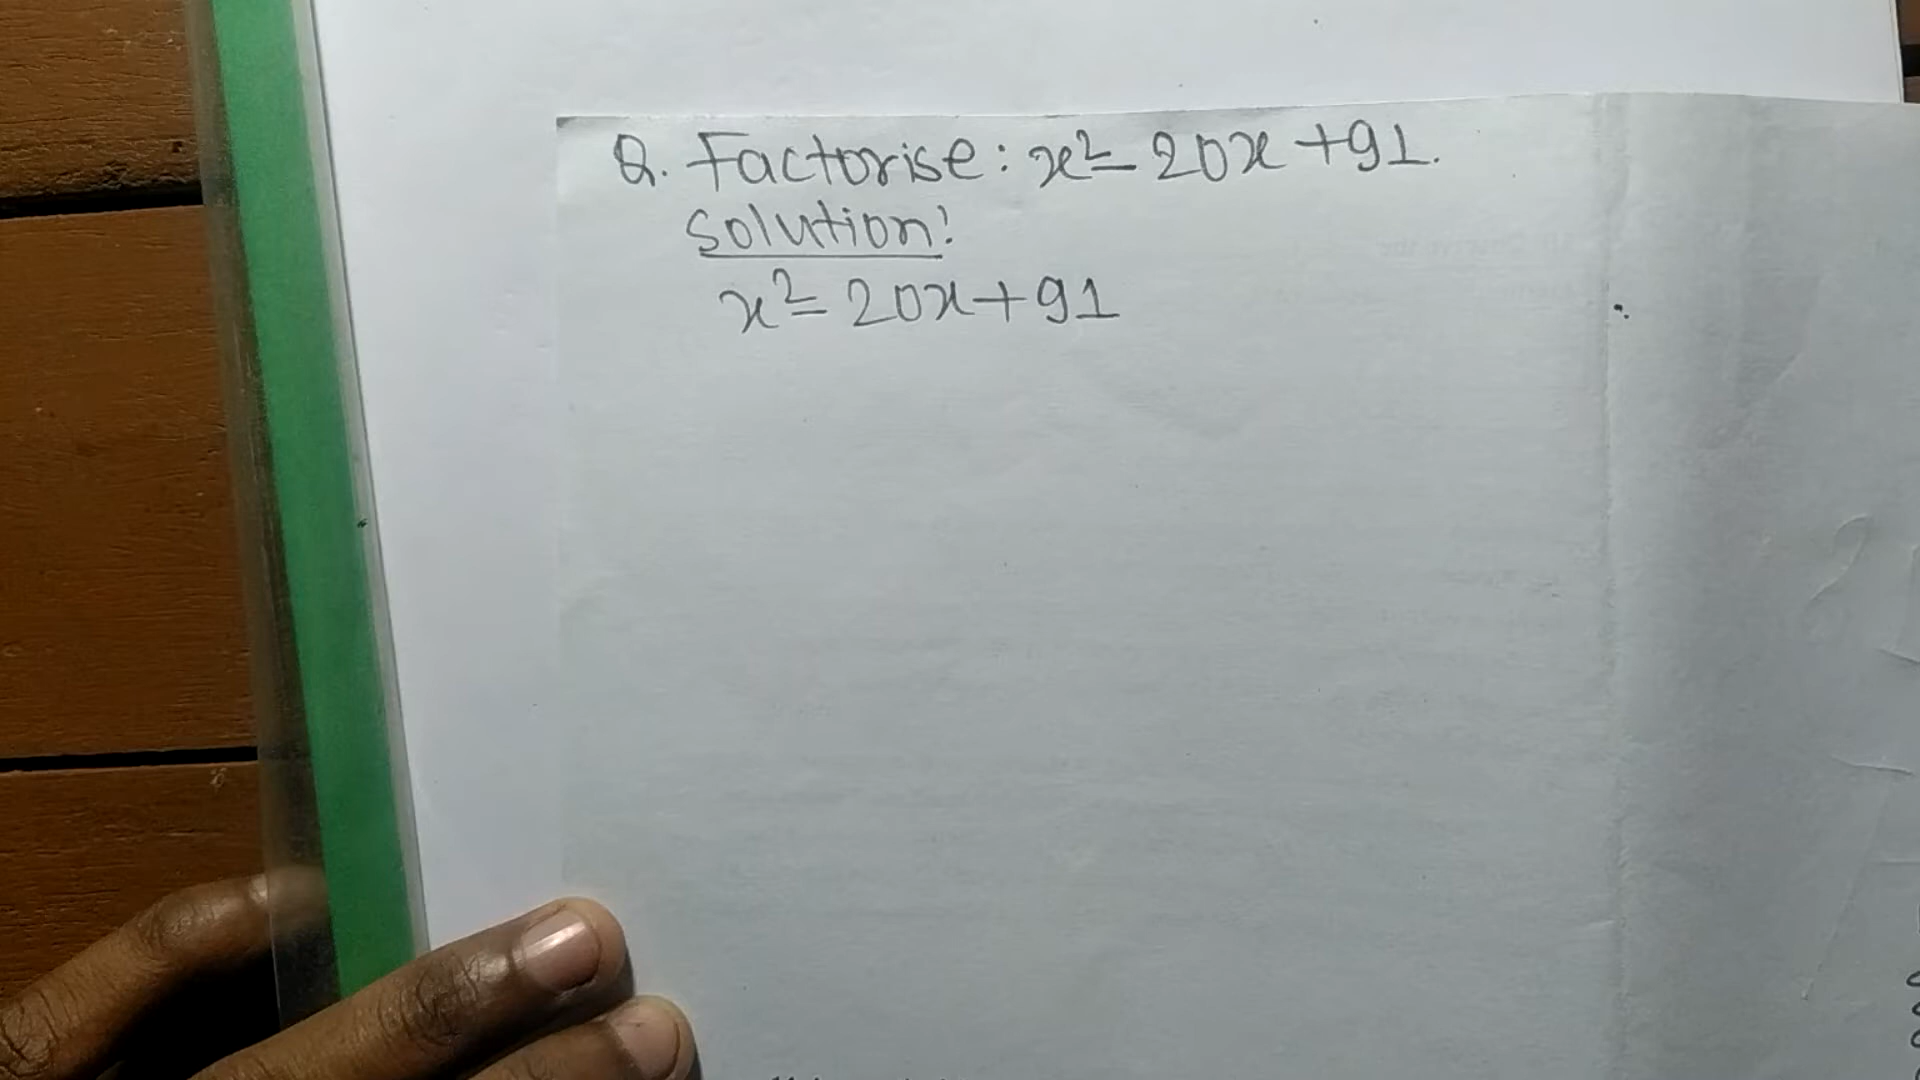 Q. Factorise: x² - 20x + 91.
Solution:
x² - 20x + 91